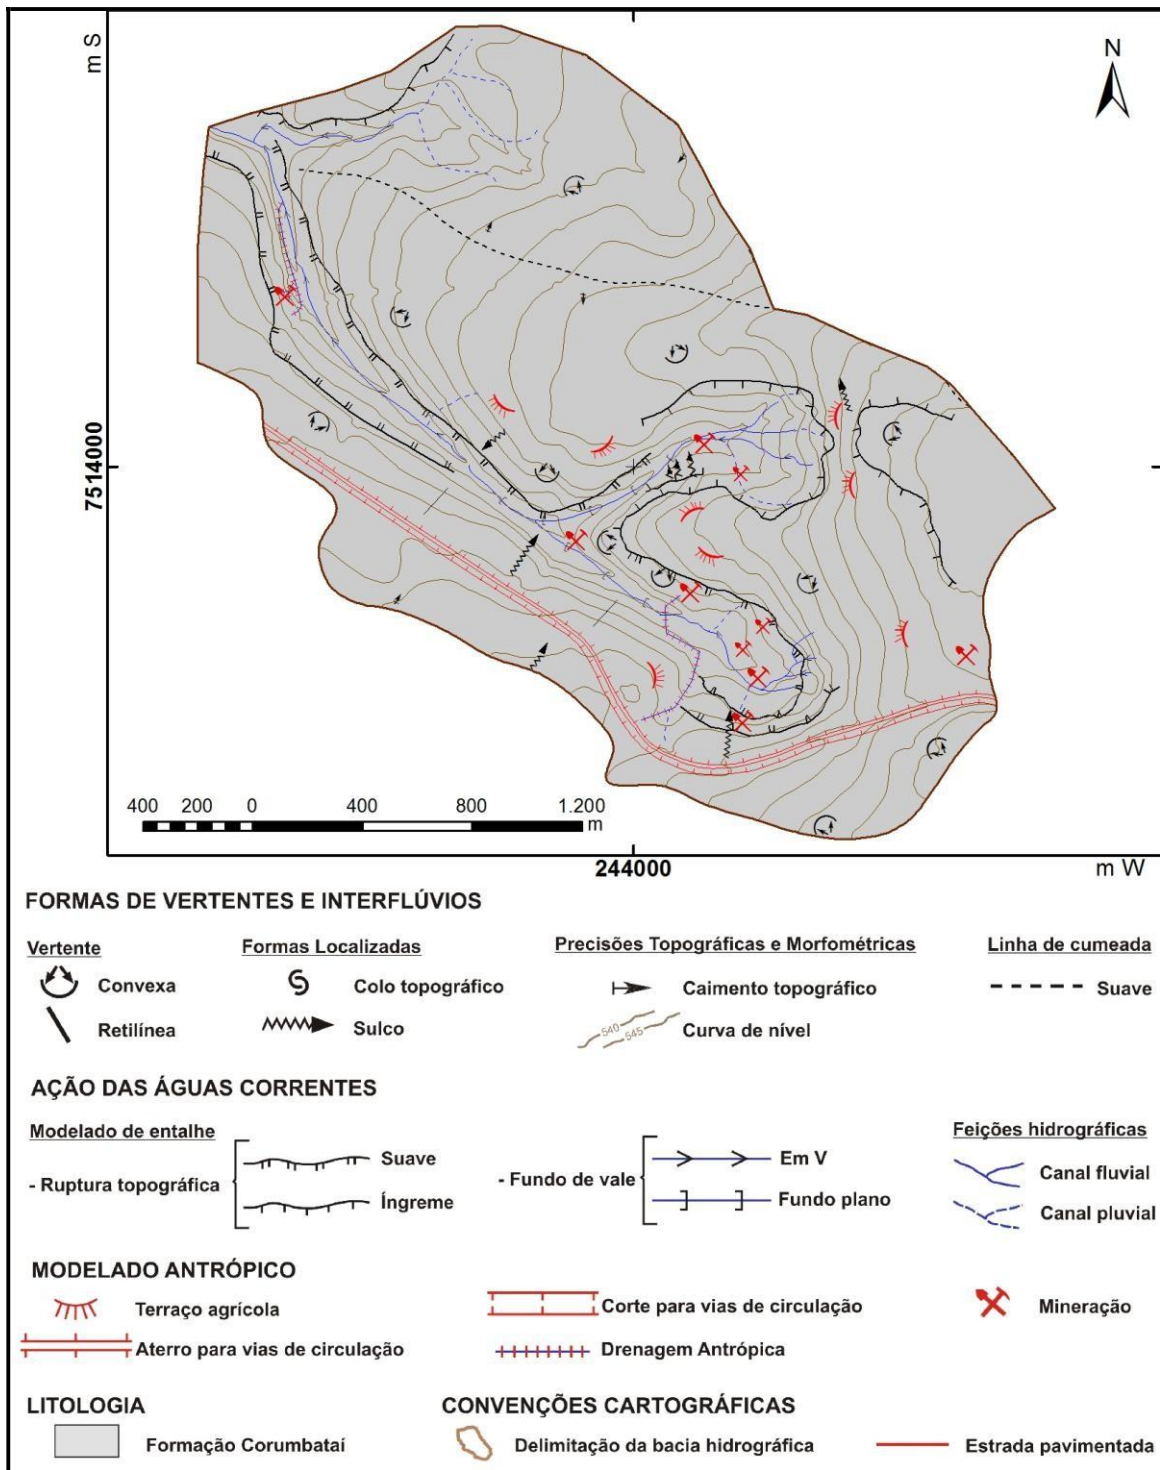 N
m S
7514000
400 200 0 400 800 1.200
m
244000
m W
FORMAS DE VERTENTES E INTERFLÚVIOS
Vertente
Convexa
Retilínea
Formas Localizadas
Colo topográfico
Sulco
Precisões Topográficas e Morfométricas
Caimento topográfico
540
545
Curva de nível
Linha de cumeada
Suave
AÇÃO DAS ÁGUAS CORRENTES
Modelado de entalhe
- Ruptura topográfica
Suave
Íngreme
- Fundo de vale
Em V
Fundo plano
Feições hidrográficas
Canal fluvial
Canal pluvial
MODELADO ANTRÓPICO
Terraço agrícola
Corte para vias de circulação
Mineração
Aterro para vias de circulação
Drenagem Antrópica
LITOLOGIA
Formação Corumbataí
CONVENÇÕES CARTOGRÁFICAS
Delimitação da bacia hidrográfica
Estrada pavimentada